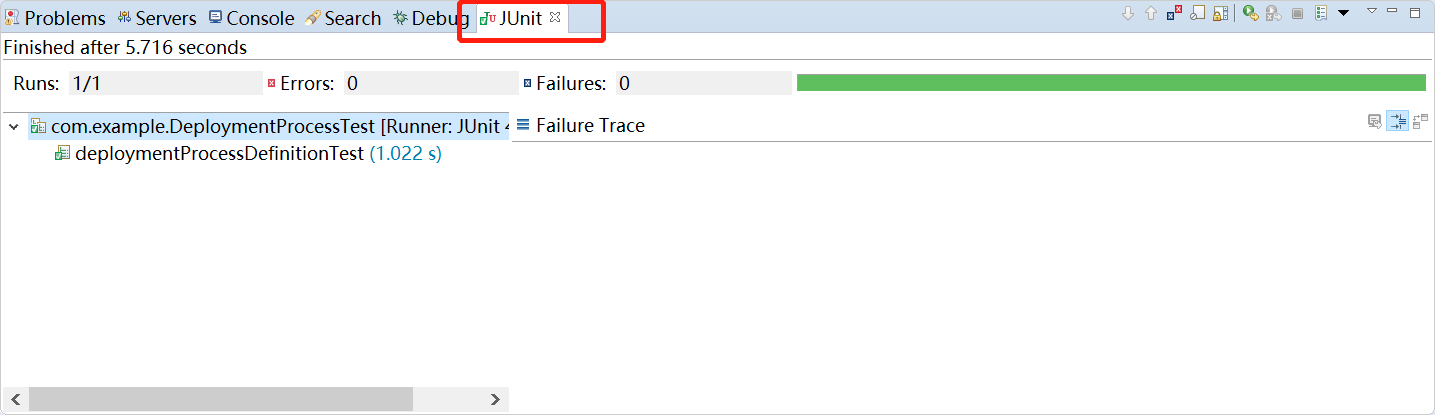 Problems Servers Console Search Debug JUnit
Finished after 5.716 seconds
Runs: 1/1 Errors: 0 Failures: 0
com.example.DeploymentProcessTest [Runner: JUnit 4 Failure Trace
deploymentProcessDefinitionTest (1.022 s)